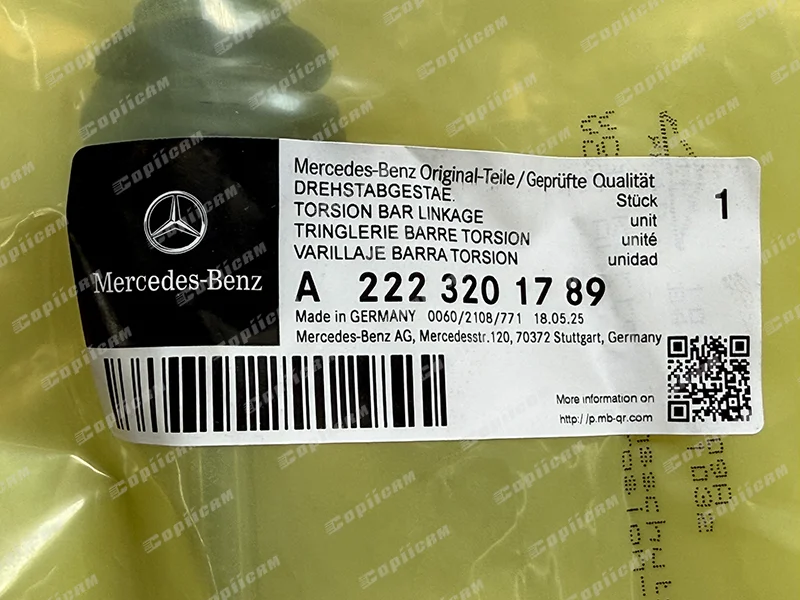 Mercedes-Benz
Mercedes-Benz Original-Teile/Geprüfte Qualität
DREHSTABGESTAE. Stück 1
TORSION BAR LINKAGE unit
TRINGLERIE BARRE TORSION unité
VARILLAJE BARRA TORSION unidad
A 222 320 17 89
Made in GERMANY 0060/2108/771 18.05.25
Mercedes-Benz AG, Mercedesstr.120, 70372 Stuttgart, Germany
More information on
http://p.mb-qr.com
Copiicam